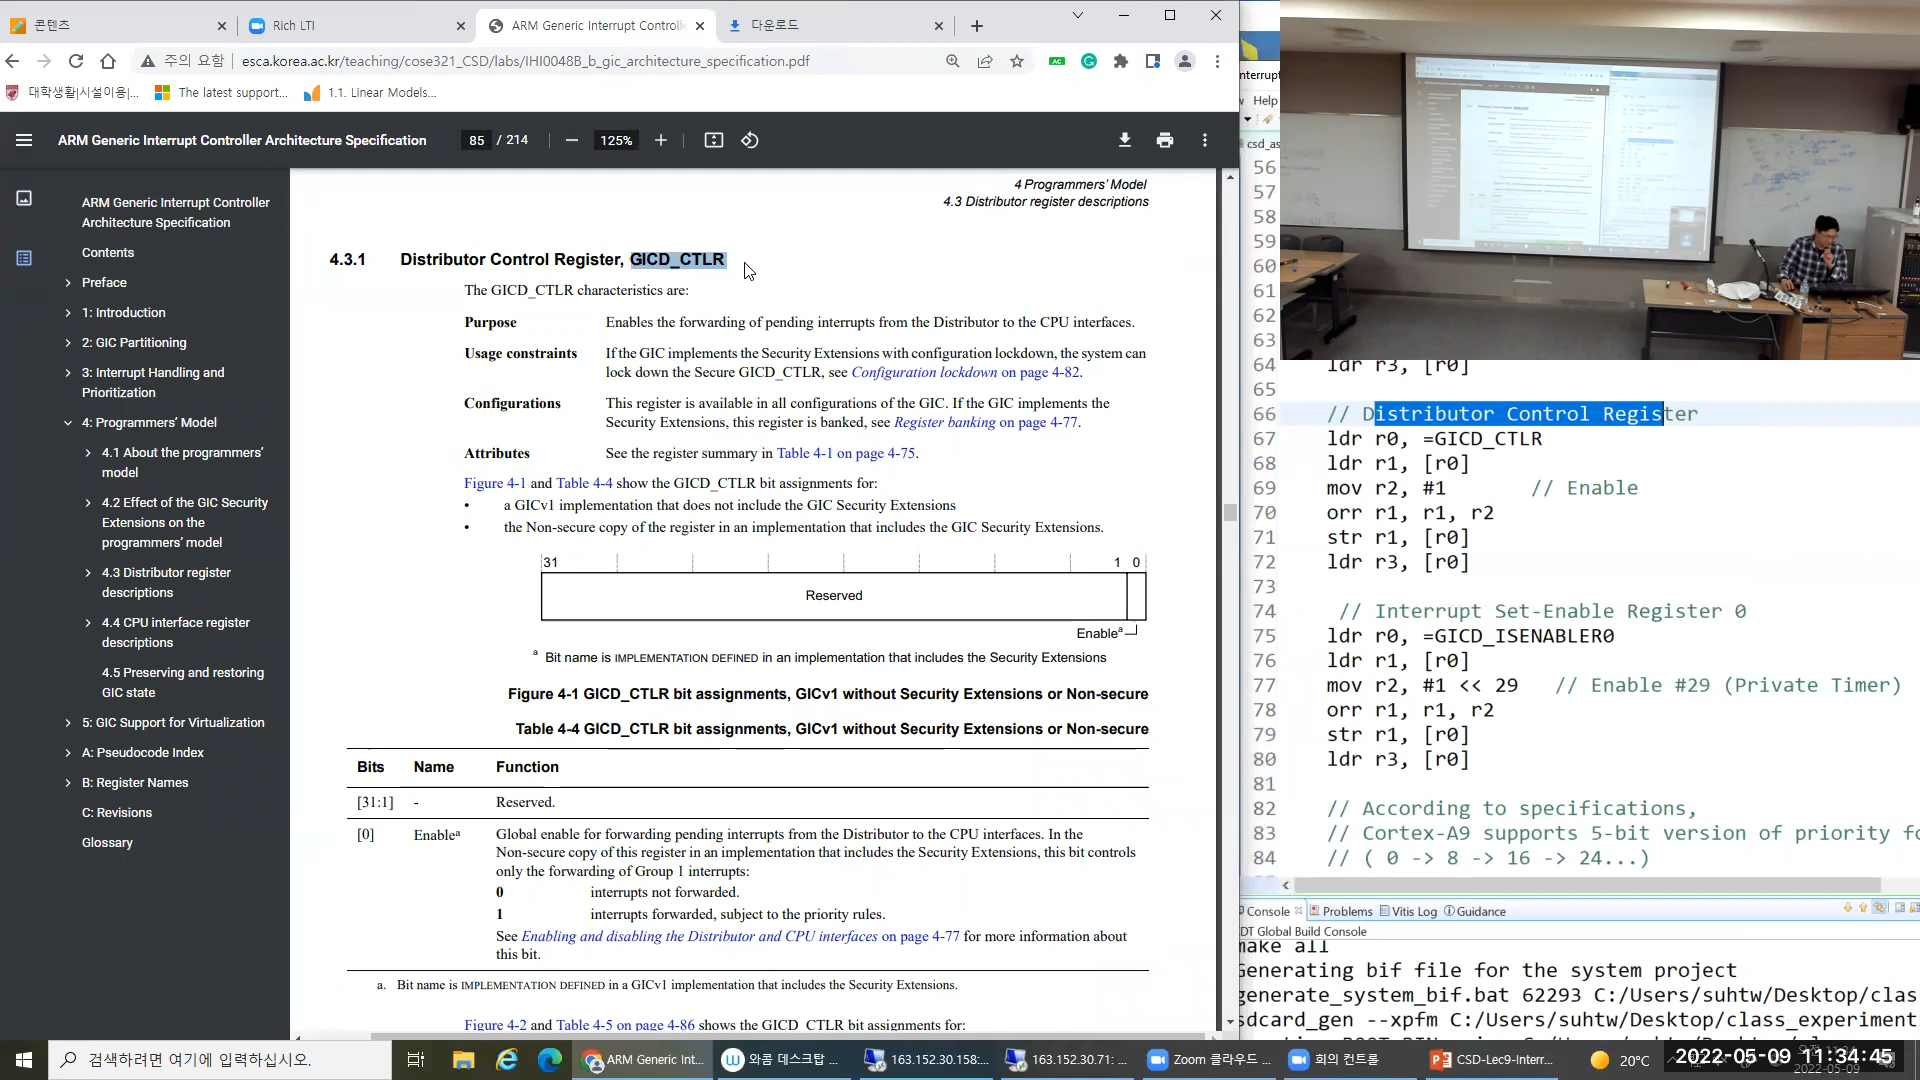 콘텐츠
Rich LTI
ARM Generic Interrupt Controlle
다운로드
주의 요함
esca.korea.ac.kr/teaching/cose321_CSD/labs/IHI0048B_b_gic_architecture_specification.pdf
대학생활|시설이용|...
The latest support...
1.1. Linear Models...
ARM Generic Interrupt Controller Architecture Specification
85 / 214
125%
ARM Generic Interrupt Controller
Architecture Specification
Contents
Preface
1: Introduction
2: GIC Partitioning
3: Interrupt Handling and
Prioritization
4: Programmers' Model
4.1 About the programmers'
model
4.2 Effect of the GIC Security
Extensions on the
programmers' model
4.3 Distributor register
descriptions
4.4 CPU interface register
descriptions
4.5 Preserving and restoring
GIC state
5: GIC Support for Virtualization
A: Pseudocode Index
B: Register Names
C: Revisions
Glossary
4 Programmers' Model
4.3 Distributor register descriptions
4.3.1 Distributor Control Register, GICD_CTLR
The GICD_CTLR characteristics are:
Purpose Enables the forwarding of pending interrupts from the Distributor to the CPU interfaces.
Usage constraints If the GIC implements the Security Extensions with configuration lockdown, the system can
lock down the Secure GICD_CTLR, see Configuration lockdown on page 4-82.
Configurations This register is available in all configurations of the GIC. If the GIC implements the
Security Extensions, this register is banked, see Register banking on page 4-77.
Attributes See the register summary in Table 4-1 on page 4-75.
Figure 4-1 and Table 4-4 show the GICD_CTLR bit assignments for:
• a GICv1 implementation that does not include the GIC Security Extensions
• the Non-secure copy of the register in an implementation that includes the GIC Security Extensions.
31 1 0
Reserved
Enableᵃ
ᵃ Bit name is IMPLEMENTATION DEFINED in an implementation that includes the Security Extensions
Figure 4-1 GICD_CTLR bit assignments, GICv1 without Security Extensions or Non-secure
Table 4-4 GICD_CTLR bit assignments, GICv1 without Security Extensions or Non-secure
Bits Name Function
[31:1] - Reserved.
[0] Enableᵃ Global enable for forwarding pending interrupts from the Distributor to the CPU interfaces. In the
Non-secure copy of this register in an implementation that includes the Security Extensions, this bit controls
only the forwarding of Group 1 interrupts:
0 interrupts not forwarded.
1 interrupts forwarded, subject to the priority rules.
See Enabling and disabling the Distributor and CPU interfaces on page 4-77 for more information about
this bit.
a. Bit name is IMPLEMENTATION DEFINED in a GICv1 implementation that includes the Security Extensions.
Figure 4-2 and Table 4-5 on page 4-86 shows the GICD_CTLR bit assignments for:
nterrupt
Help
csd_as
56
57
58
59
60
61
62
63
64 ldr r3, [r0]
65
66 // Distributor Control Register
67 ldr r0, =GICD_CTLR
68 ldr r1, [r0]
69 mov r2, #1 // Enable
70 orr r1, r1, r2
71 str r1, [r0]
72 ldr r3, [r0]
73
74 // Interrupt Set-Enable Register 0
75 ldr r0, =GICD_ISENABLER0
76 ldr r1, [r0]
77 mov r2, #1 << 29 // Enable #29 (Private Timer)
78 orr r1, r1, r2
79 str r1, [r0]
80 ldr r3, [r0]
81
82 // According to specifications,
83 // Cortex-A9 supports 5-bit version of priority fo
84 // ( 0 -> 8 -> 16 -> 24...)
Console Problems Vitis Log Guidance
DT Global Build Console
make all
Generating bif file for the system project
generate_system_bif.bat 62293 C:/Users/suhtw/Desktop/clas
sdcard_gen --xpfm C:/Users/suhtw/Desktop/class_experiment
검색하려면 여기에 입력하십시오.
ARM Generic Int...
와콤 데스크탑 ...
163.152.30.158:...
163.152.30.71: ...
Zoom 클라우드 ...
회의 컨트롤
CSD-Lec9-Interr...
20°C
2022-05-09 11:34:45
2022-05-09